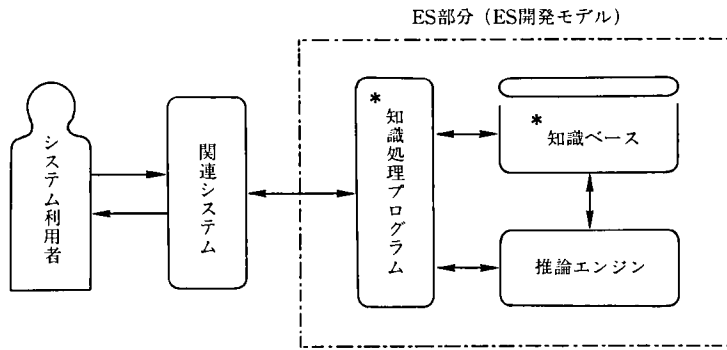 ES部分（ES開発モデル）
システム利用者
関連システム
*知識処理プログラム
*知識ベース
推論エンジン